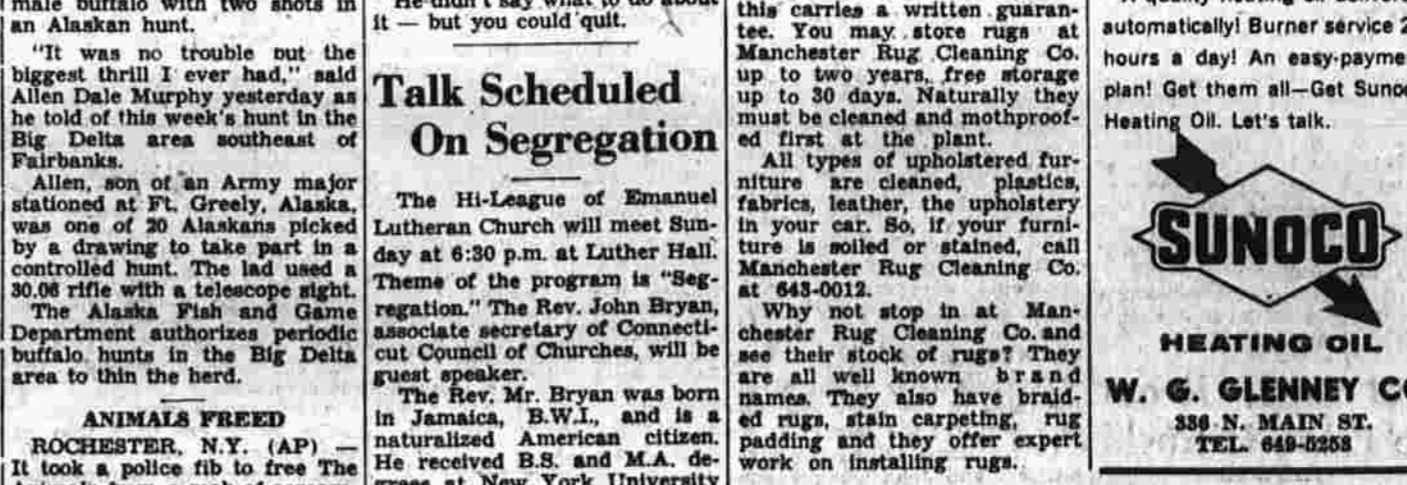 male buffalo with two shots in
an Alaskan hunt.
"It was no trouble but the
biggest thrill I ever had," said
Allen Dale Murphy yesterday as
he told of this week's hunt in the
Big Delta area southeast of
Fairbanks.
Allen, son of an Army major
stationed at Ft. Greely, Alaska,
was one of 20 Alaskans picked
by a drawing to take part in a
controlled hunt. The lad used a
30.06 rifle with a telescope sight.
The Alaska Fish and Game
Department authorizes periodic
buffalo hunts in the Big Delta
area to thin the herd.
ANIMALS FREED
ROCHESTER, N.Y. (AP) —
It took a police fib to free The
He didn't say what to do about
it — but you could quit.
Talk Scheduled
On Segregation
The Hi-League of Emanuel
Lutheran Church will meet Sun-
day at 6:30 p.m. at Luther Hall.
Theme of the program is "Seg-
regation." The Rev. John Bryan,
associate secretary of Connecti-
cut Council of Churches, will be
guest speaker.
The Rev. Mr. Bryan was born
in Jamaica, B.W.I., and is a
naturalized American citizen.
He received B.S. and M.A. de-
grees at New York University
this carries a written guaran-
tee. You may store rugs at
Manchester Rug Cleaning Co.
up to two years, free storage
up to 30 days. Naturally they
must be cleaned and mothproof-
ed first at the plant.
All types of upholstered fur-
niture are cleaned, plastics,
fabrics, leather, the upholstery
in your car. So, if your furni-
ture is soiled or stained, call
Manchester Rug Cleaning Co.
at 643-0012.
Why not stop in at Man-
chester Rug Cleaning Co. and
see their stock of rugs? They
are all well known brand
names. They also have braid-
ed rugs, stain carpeting, rug
padding and they offer expert
work on installing rugs.
automatically! Burner service 2
hours a day! An easy-payme
plan! Get them all—Get Suno
Heating Oil. Let's talk.
SUNOCO
HEATING OIL
W. G. GLENNEY CO
336 N. MAIN ST.
TEL. 649-5253